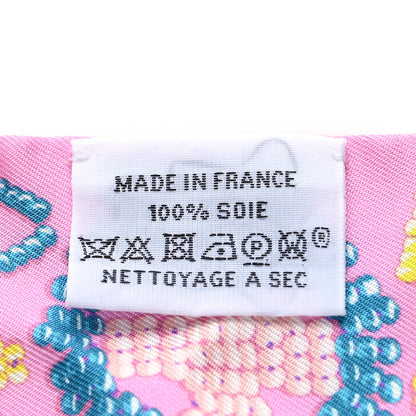 MADE IN FRANCE
100% SOIE
P ®
NETTOYAGE À SEC